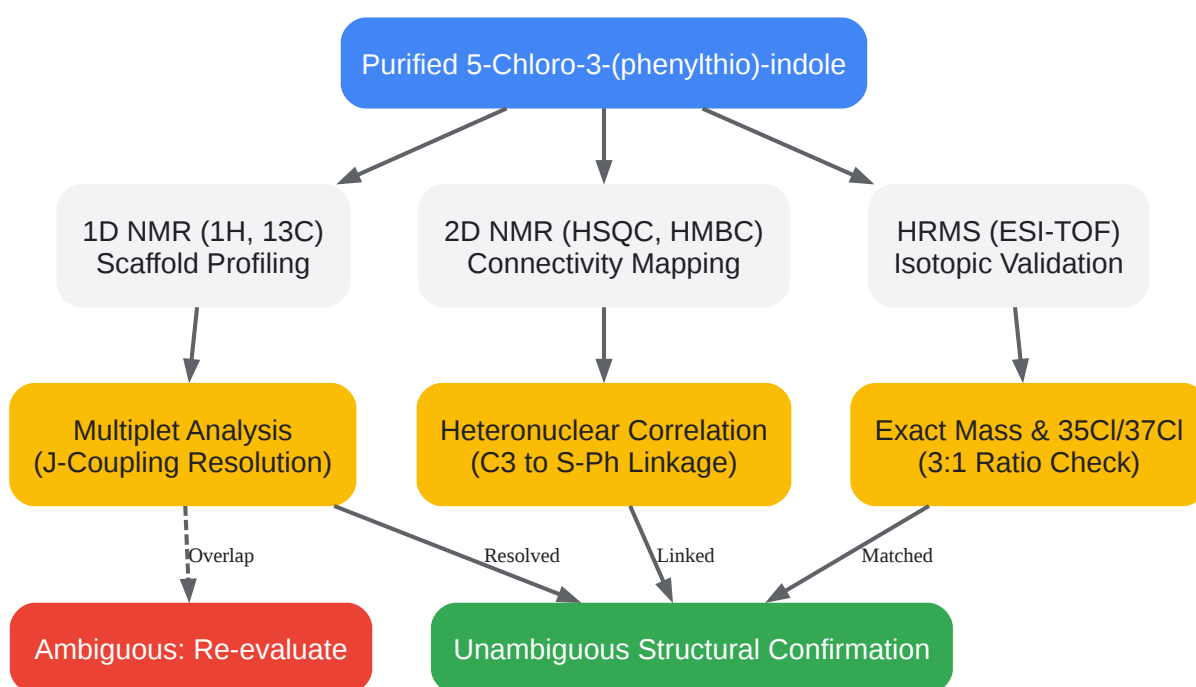 Purified 5-Chloro-3-(phenylthio)-indole
1D NMR (1H, 13C)
Scaffold Profiling
2D NMR (HSQC, HMBC)
Connectivity Mapping
HRMS (ESI-TOF)
Isotopic Validation
Multiplet Analysis
(J-Coupling Resolution)
Heteronuclear Correlation
(C3 to S-Ph Linkage)
Exact Mass & 35Cl/37Cl
(3:1 Ratio Check)
Overlap
Resolved
Linked
Matched
Ambiguous: Re-evaluate
Unambiguous Structural Confirmation